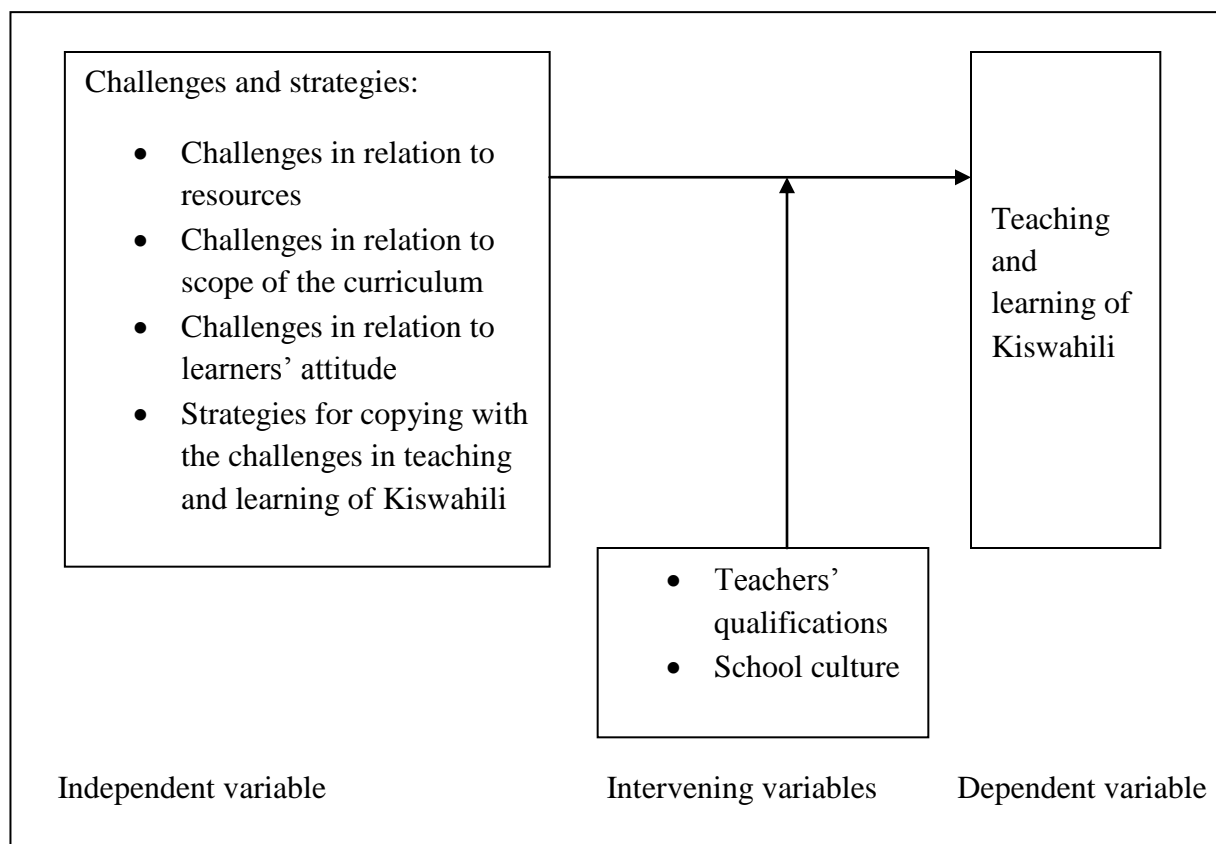 Challenges and strategies:
• Challenges in relation to
resources
• Challenges in relation to
scope of the curriculum
• Challenges in relation to
learners’ attitude
• Strategies for copying with
the challenges in teaching
and learning of Kiswahili
Teaching
and
learning of
Kiswahili
• Teachers’
qualifications
• School culture
Independent variable
Intervening variables
Dependent variable